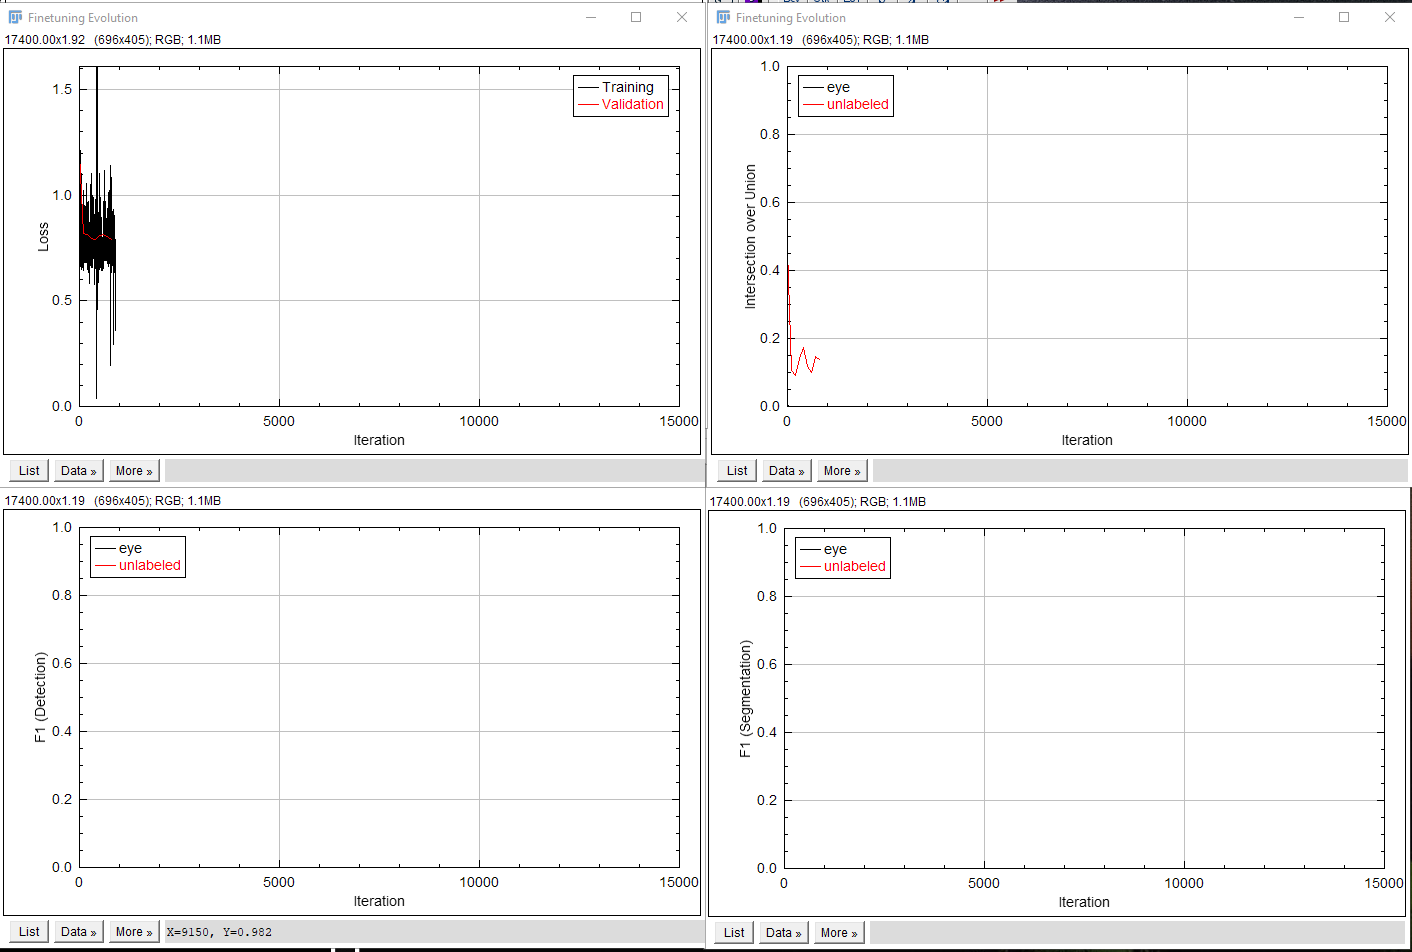 Finetuning Evolution
17400.00x1.92 (696x405); RGB; 1.1MB
1.5
1.0
0.5
0.0
Loss
Training
Validation
0
5000
10000
15000
Iteration
List
Data »
More »
Finetuning Evolution
17400.00x1.19 (696x405); RGB; 1.1MB
1.0
0.8
0.6
0.4
0.2
0.0
Intersection over Union
eye
unlabeled
0
5000
10000
15000
Iteration
List
Data »
More »
17400.00x1.19 (696x405); RGB; 1.1MB
1.0
0.8
0.6
0.4
0.2
0.0
F1 (Detection)
eye
unlabeled
0
5000
10000
15000
Iteration
List
Data »
More »
X=9150, Y=0.982
17400.00x1.19 (696x405); RGB; 1.1MB
1.0
0.8
0.6
0.4
0.2
0.0
F1 (Segmentation)
eye
unlabeled
0
5000
10000
15000
Iteration
List
Data »
More »